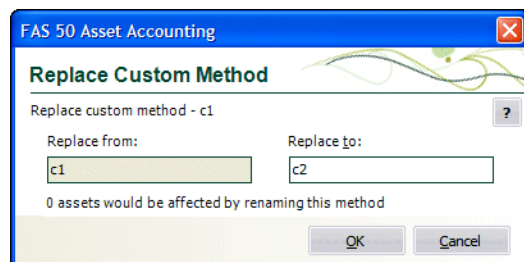 FAS 50 Asset Accounting
Replace Custom Method
Replace custom method - c1
?
Replace from: Replace to:
c1 c2
0 assets would be affected by renaming this method
OK Cancel